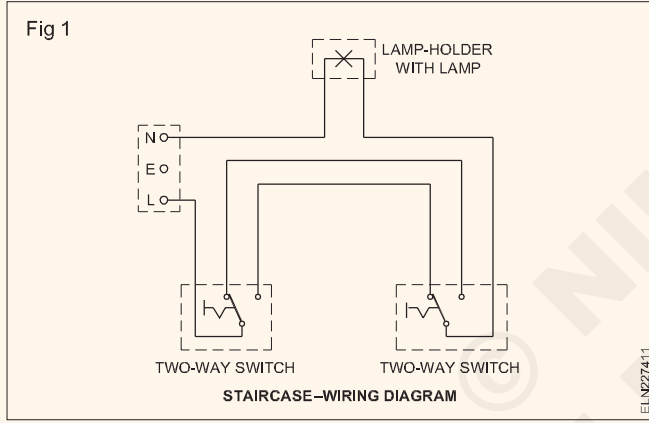 Fig 1
LAMP-HOLDER
WITH LAMP
N
E
L
TWO-WAY SWITCH
TWO-WAY SWITCH
STAIRCASE–WIRING DIAGRAM
ELN227411
©